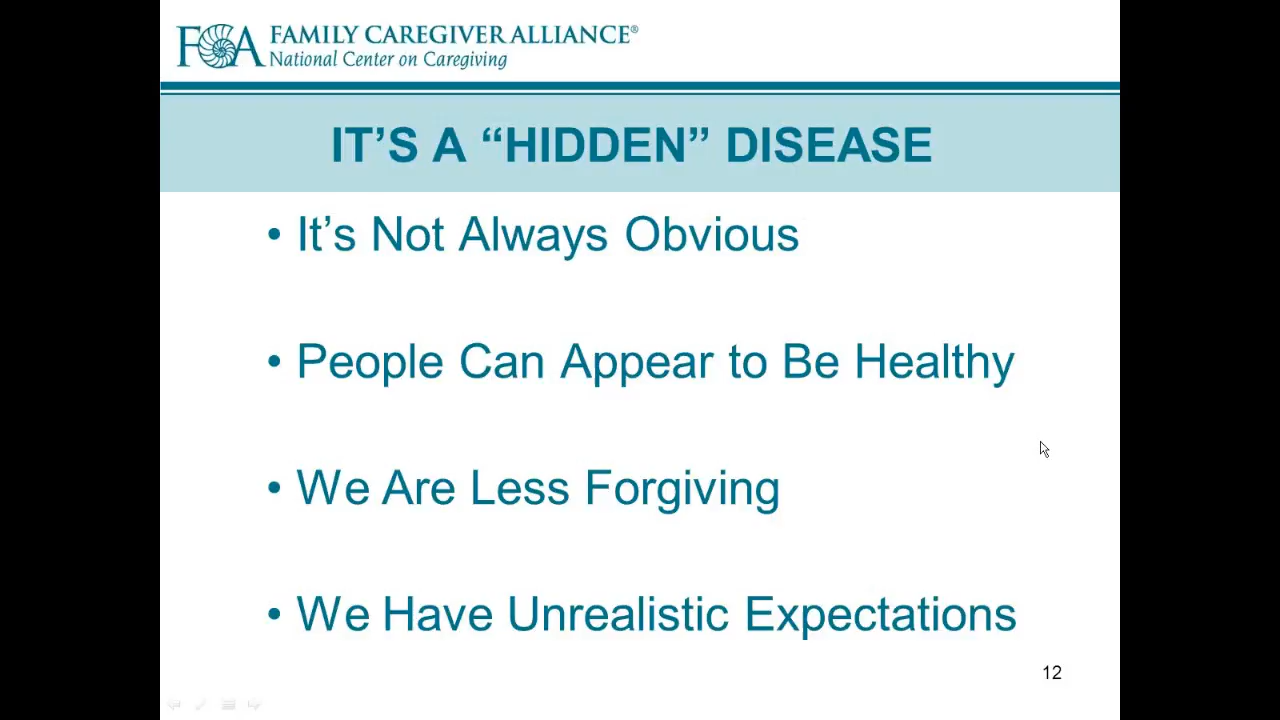 FCA FAMILY CAREGIVER ALLIANCE®
National Center on Caregiving
IT'S A “HIDDEN” DISEASE
• It’s Not Always Obvious
• People Can Appear to Be Healthy
• We Are Less Forgiving
• We Have Unrealistic Expectations
12